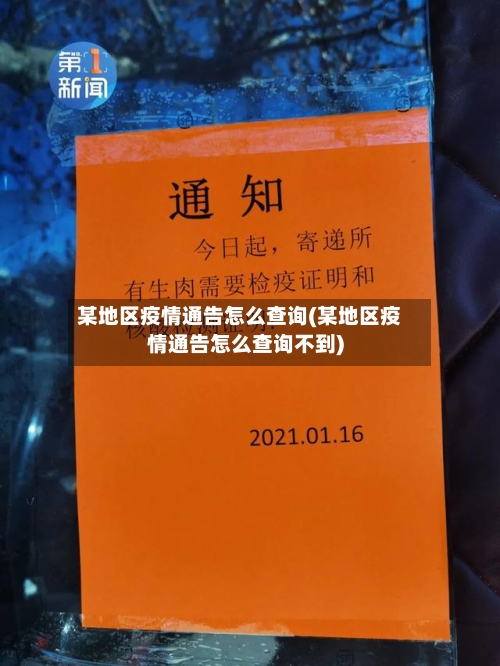 第1
新闻
通 知
今日起，寄递所
有生肉需要检疫证明和
某地区疫情通告怎么查询(某地区疫
情通告怎么查询不到)
2021.01.16